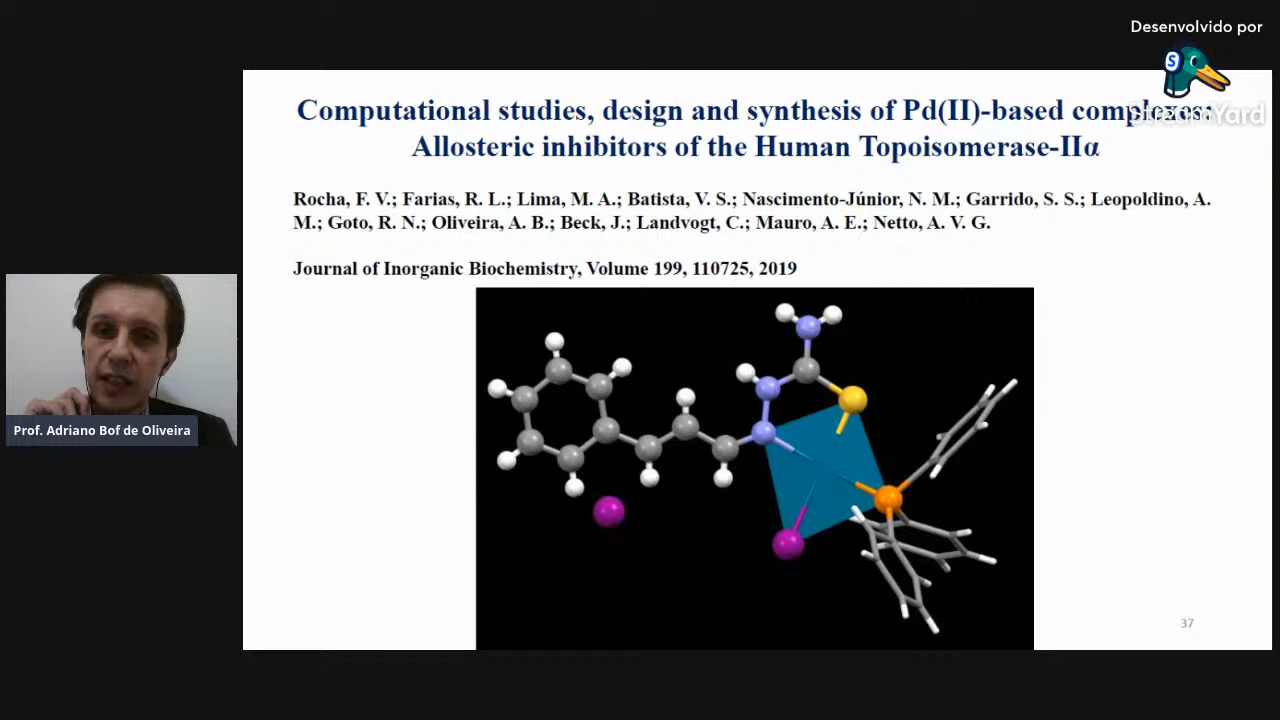 Desenvolvido por
S
StreamYard
Computational studies, design and synthesis of Pd(II)-based complexes:
Allosteric inhibitors of the Human Topoisomerase-IIα
Rocha, F. V.; Farias, R. L.; Lima, M. A.; Batista, V. S.; Nascimento-Júnior, N. M.; Garrido, S. S.; Leopoldino, A.
M.; Goto, R. N.; Oliveira, A. B.; Beck, J.; Landvogt, C.; Mauro, A. E.; Netto, A. V. G.
Journal of Inorganic Biochemistry, Volume 199, 110725, 2019
Prof. Adriano Bof de Oliveira
37